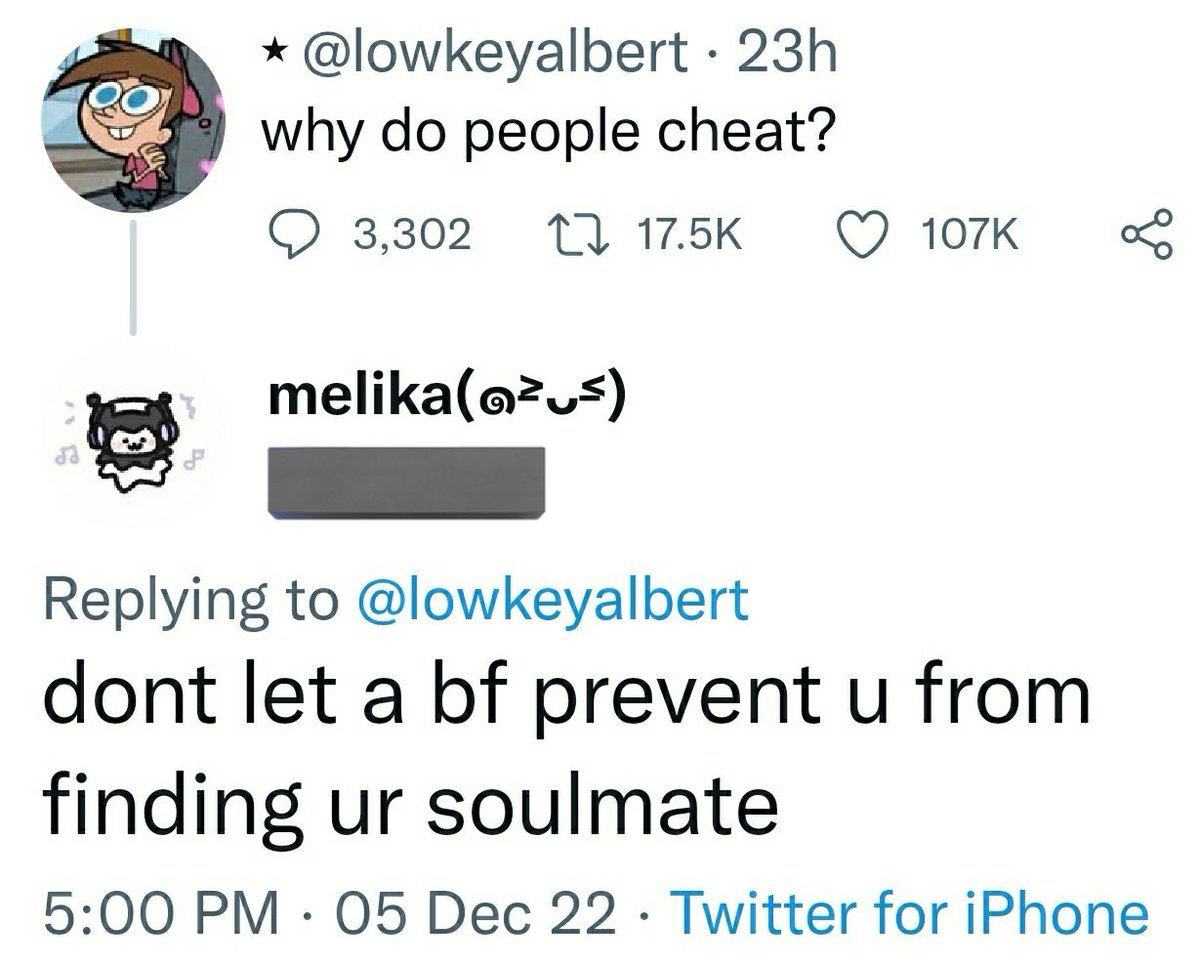 ★ @lowkeyalbert · 23h
why do people cheat?
3,302 17.5K 107K
melika(๑≥ᴗ≤)
Replying to @lowkeyalbert
dont let a bf prevent u from
finding ur soulmate
5:00 PM · 05 Dec 22 · Twitter for iPhone